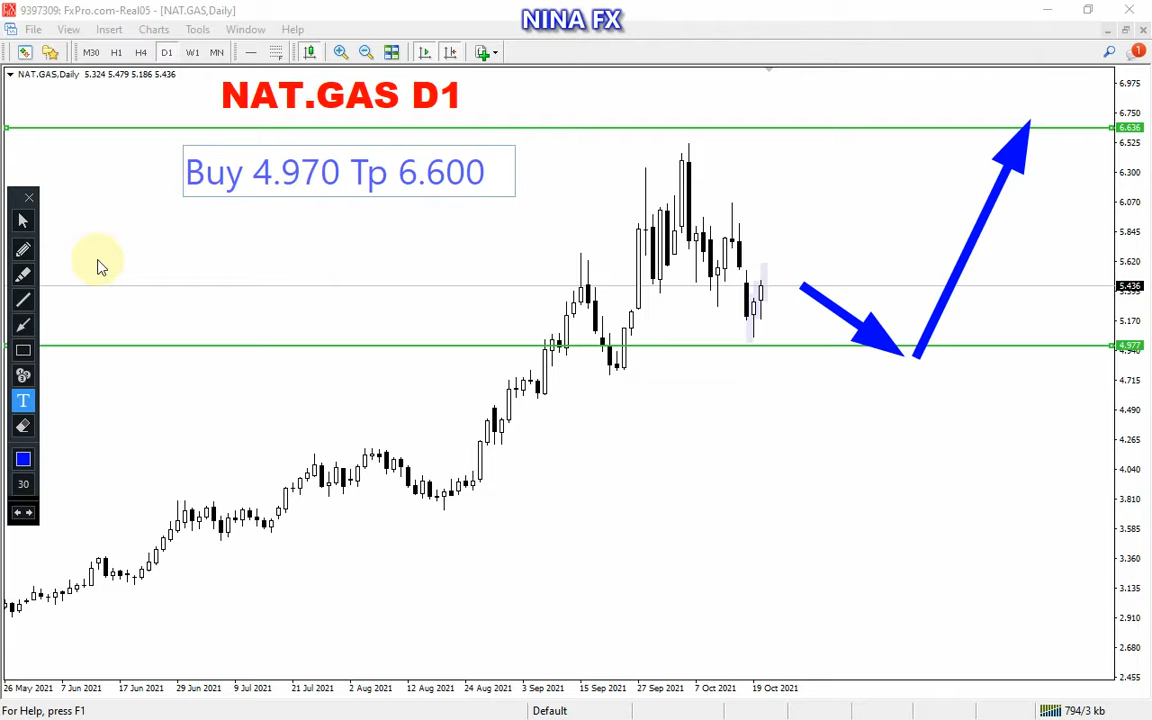 9397309: FxPro.com-Real05 - [NAT.GAS,Daily]
NINA FX
File View Insert Charts Tools Window Help
1
M30 H1 H4 D1 W1 MN
NAT.GAS,Daily 5.324 5.479 5.186 5.436
NAT.GAS D1
Buy 4.970 Tp 6.600
6.975
6.750
6.636
6.525
6.300
6.070
5.845
5.620
5.436
5.170
4.977
4.715
4.490
4.265
4.040
3.810
3.585
3.360
3.135
2.910
2.680
2.455
T
30
26 May 2021 7 Jun 2021 17 Jun 2021 29 Jun 2021 9 Jul 2021 21 Jul 2021 2 Aug 2021 12 Aug 2021 24 Aug 2021 3 Sep 2021 15 Sep 2021 27 Sep 2021 7 Oct 2021 19 Oct 2021
For Help, press F1 Default 794/3 kb